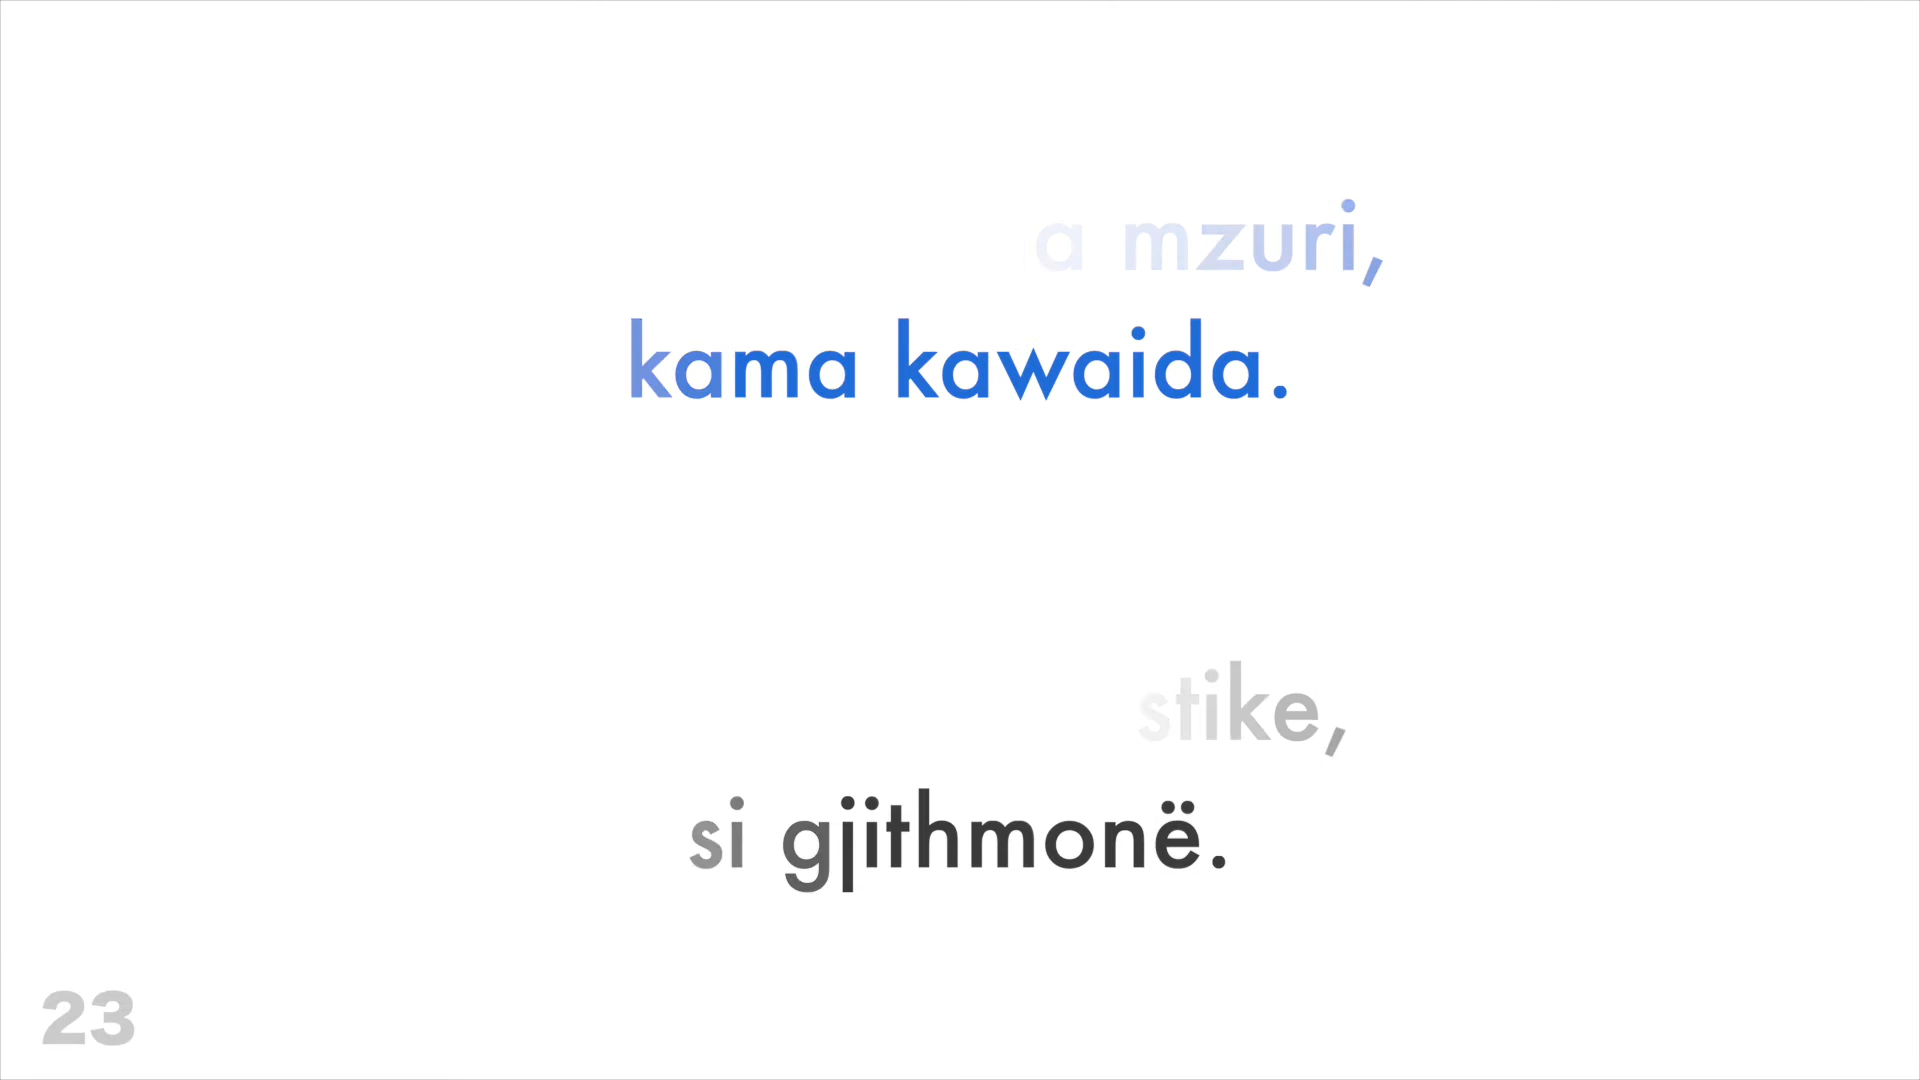 a mzuri,
kama kawaida.
stike,
si gjithmonë.
23